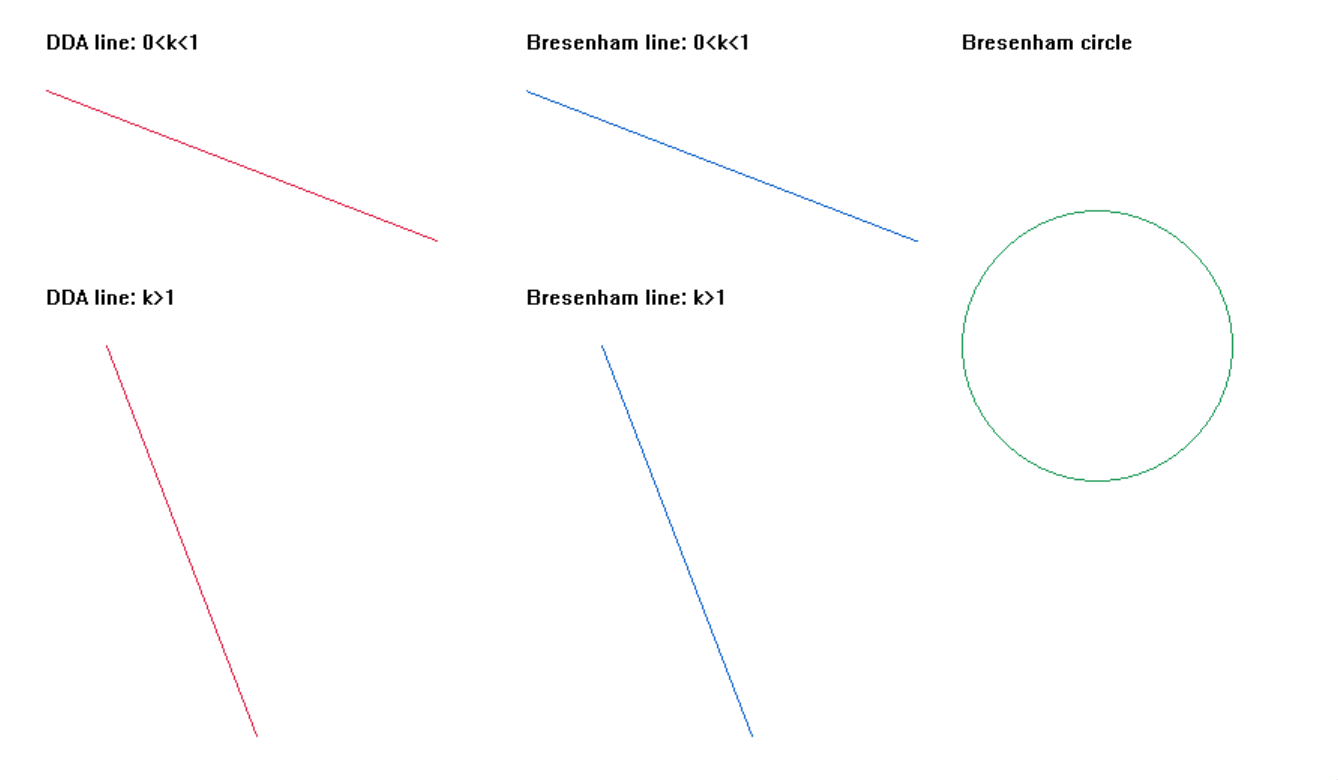 DDA line: 0<k<1
Bresenham line: 0<k<1
Bresenham circle
DDA line: k>1
Bresenham line: k>1